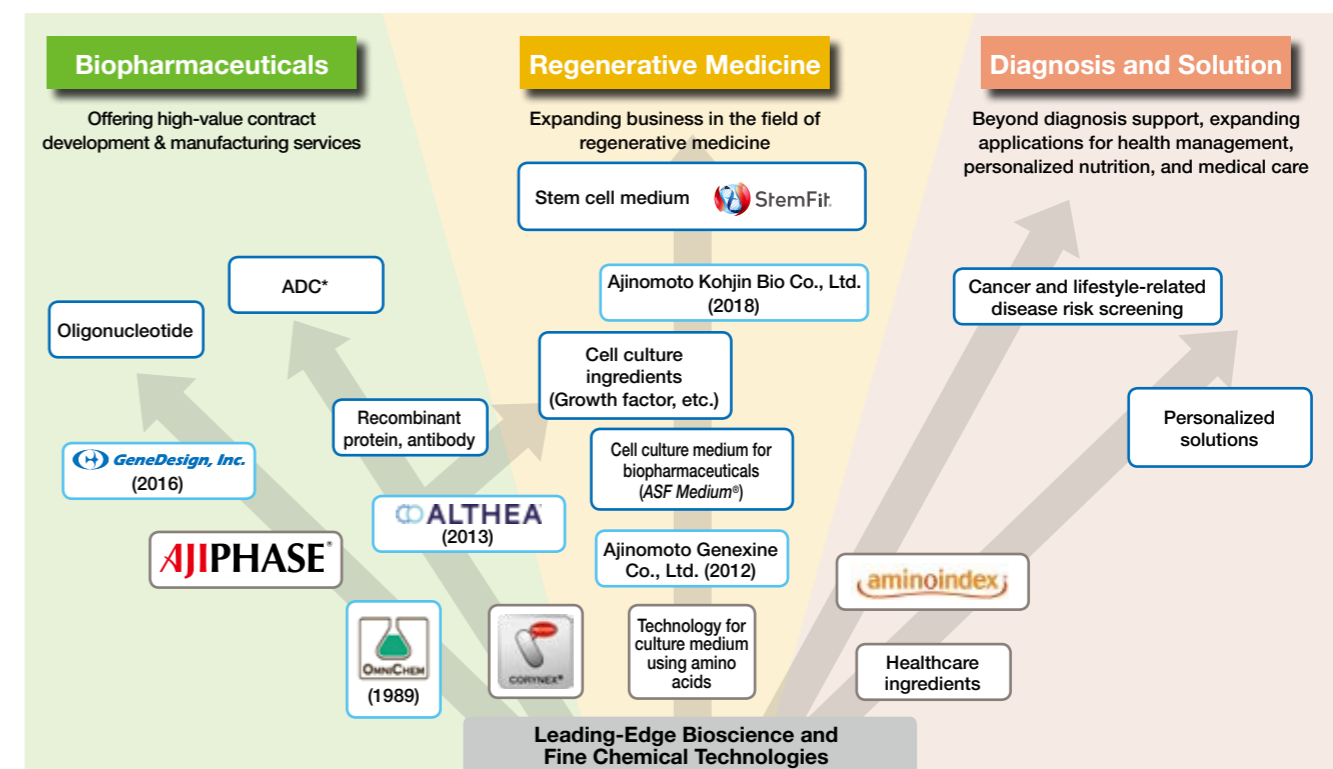 Biopharmaceuticals
Offering high-value contract
development & manufacturing services
Regenerative Medicine
Expanding business in the field of
regenerative medicine
Diagnosis and Solution
Beyond diagnosis support, expanding
applications for health management,
personalized nutrition, and medical care
Stem cell medium StemFit®
ADC*
Oligonucleotide
Ajinomoto Kohjin Bio Co., Ltd.
(2018)
Cancer and lifestyle-related
disease risk screening
Cell culture
ingredients
(Growth factor, etc.)
Recombinant
protein, antibody
Personalized
solutions
GeneDesign, Inc.
(2016)
Cell culture medium for
biopharmaceuticals
(ASF Medium®)
ALTHEA
(2013)
AJIPHASE®
Ajinomoto Genexine
Co., Ltd. (2012)
aminoindex
OMNICHEM
(1989)
CORYNEX®
Technology for
culture medium
using amino
acids
Healthcare
ingredients
Leading-Edge Bioscience and
Fine Chemical Technologies